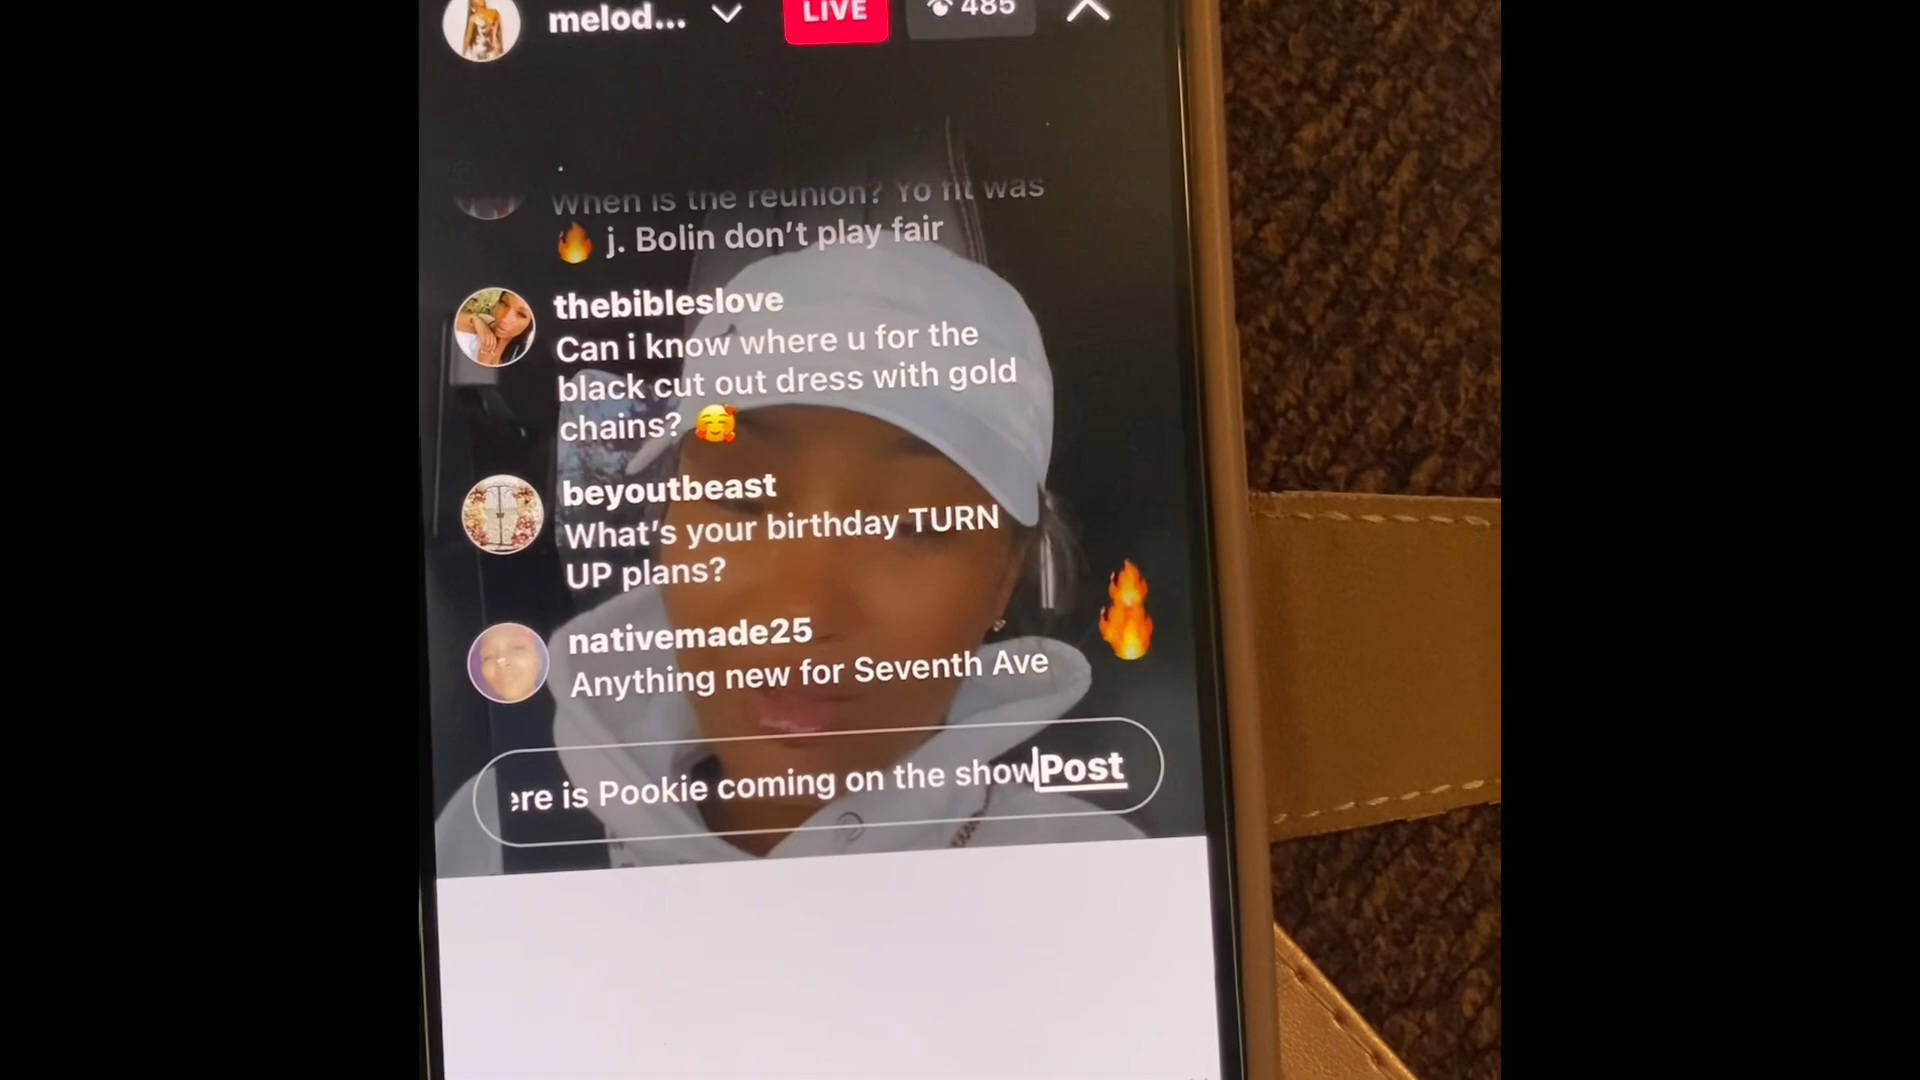 melod...
LIVE
485
When is the reunion? Yo fit was
🔥 j. Bolin don't play fair
thebibleslove
Can i know where u for the
black cut out dress with gold
chains? 🥰
beyoutbeast
What's your birthday TURN
UP plans?
nativemade25
Anything new for Seventh Ave
ere is Pookie coming on the show Post